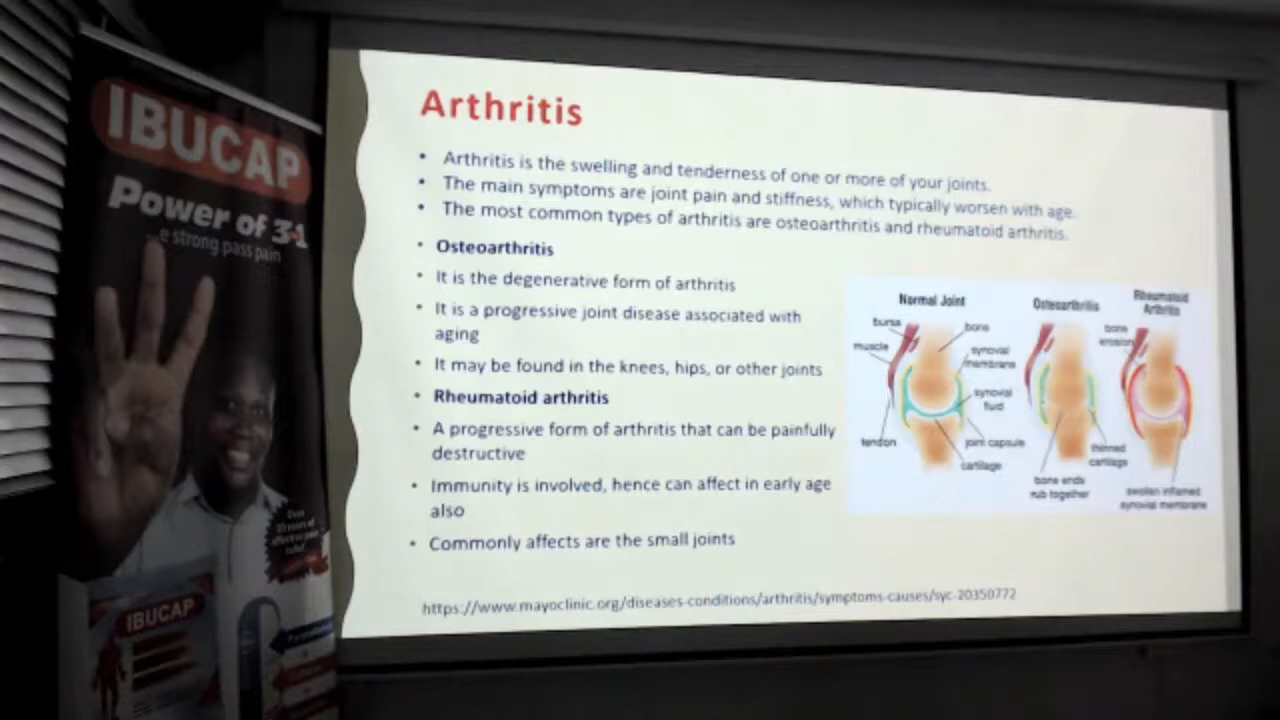 IBUCAP
Power of 3-1
e strong pass pain
IBUCAP
Arthritis
• Arthritis is the swelling and tenderness of one or more of your joints.
• The main symptoms are joint pain and stiffness, which typically worsen with age.
• The most common types of arthritis are osteoarthritis and rheumatoid arthritis.
• Osteoarthritis
• It is the degenerative form of arthritis
• It is a progressive joint disease associated with
aging
• It may be found in the knees, hips, or other joints
• Rheumatoid arthritis
• A progressive form of arthritis that can be painfully
destructive
• Immunity is involved, hence can affect in early age
also
• Commonly affects are the small joints
Normal Joint
bursa
bone
muscle
synovial
membrane
synovial
fluid
tendon
joint capsule
cartilage
Osteoarthritis
thinned
cartilage
bone ends
rub together
Rheumatoid
Arthritis
bone
erosion
swollen inflamed
synovial membrane
https://www.mayoclinic.org/diseases-conditions/arthritis/symptoms-causes/syc-20350772